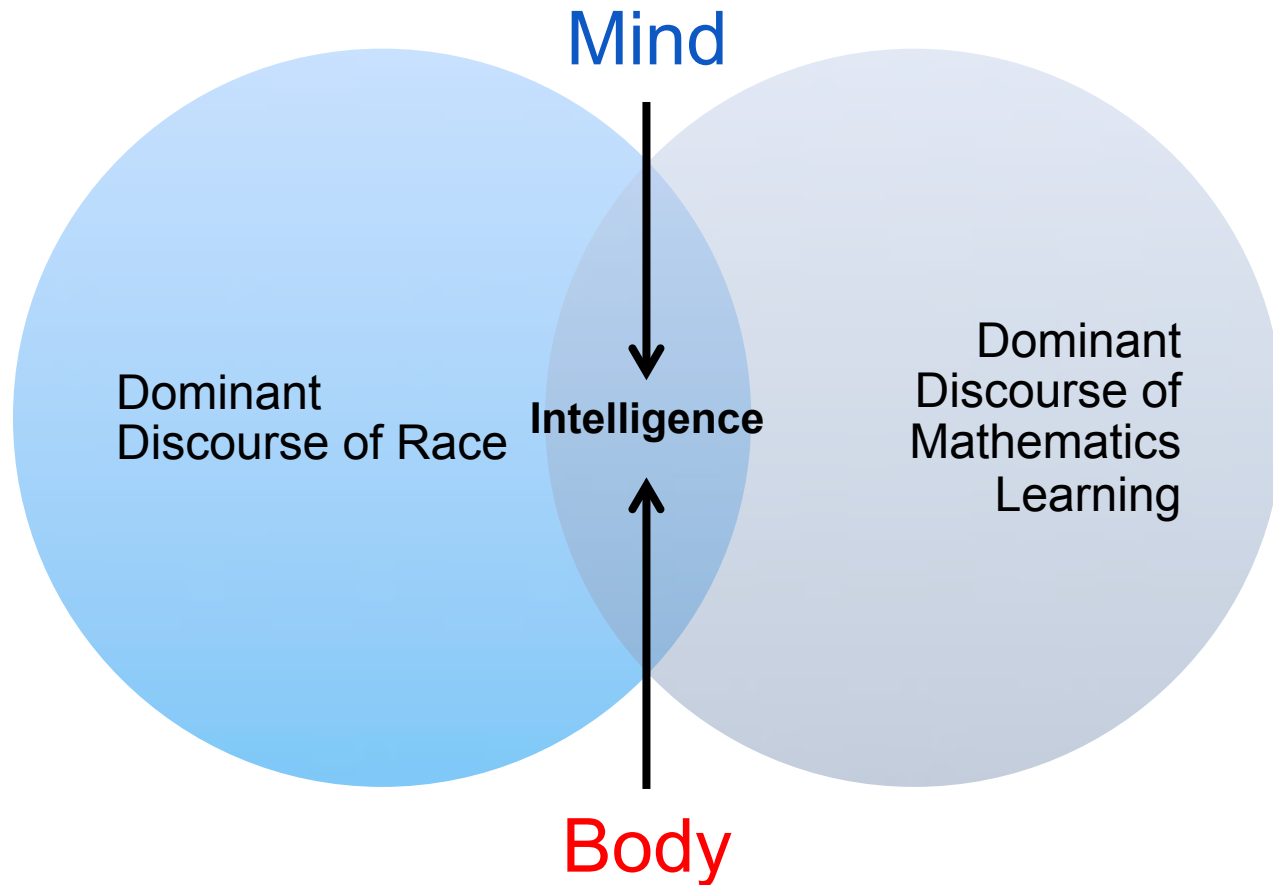 Mind
Dominant
Discourse of Race
Intelligence
Dominant
Discourse of
Mathematics
Learning
Body